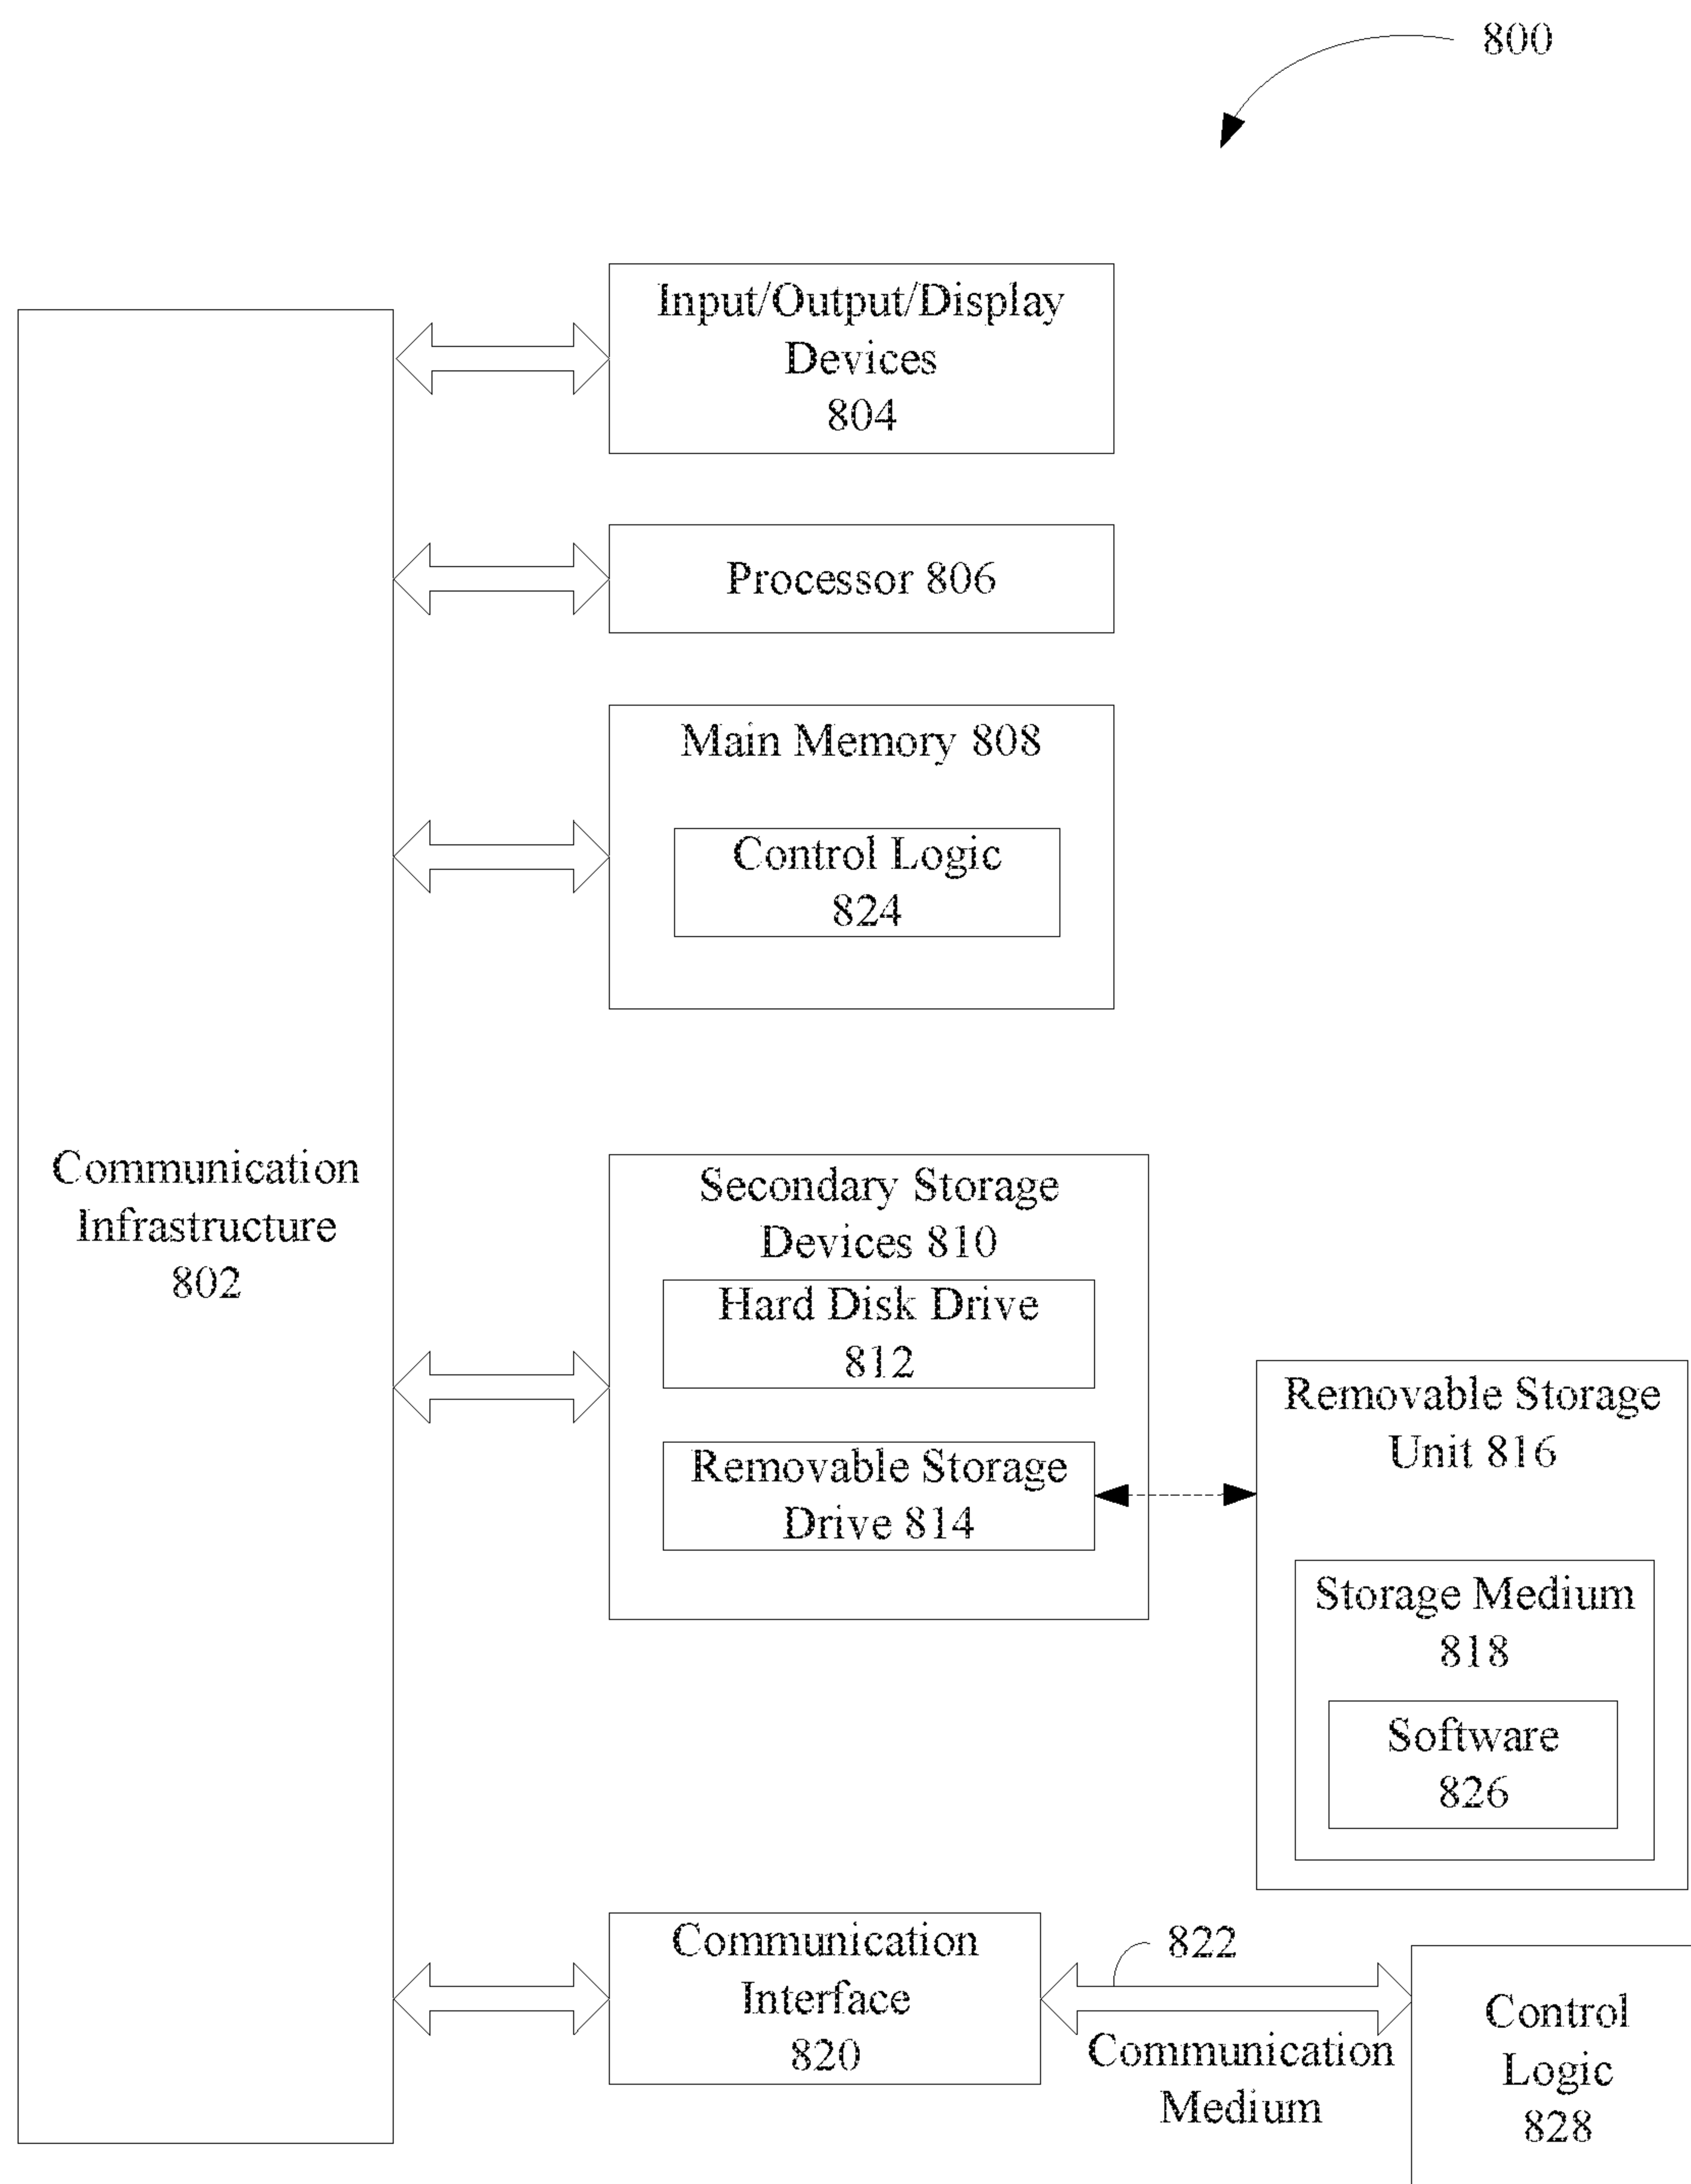 800
Input/Output/Display
Devices
804
Processor 806
Main Memory 808
Control Logic
824
Communication
Infrastructure
802
Secondary Storage
Devices 810
Hard Disk Drive
812
Removable Storage
Drive 814
Removable Storage
Unit 816
Storage Medium
818
Software
826
Communication
Interface
820
822
Communication
Medium
Control
Logic
828